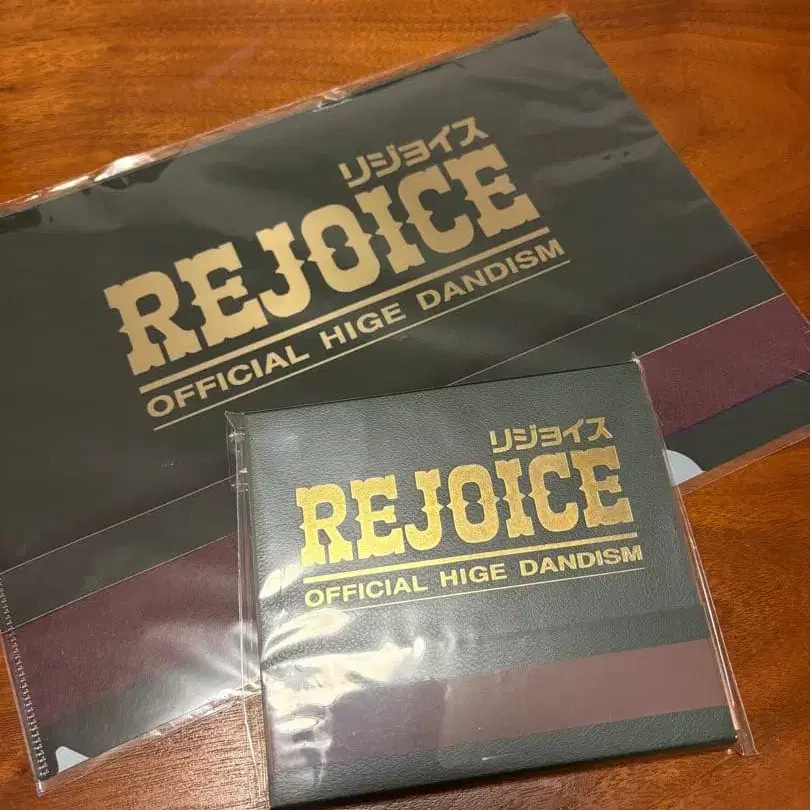 リジョイス
REJOICE
OFFICIAL HIGE DANDISM
リジョイス
REJOICE
OFFICIAL HIGE DANDISM